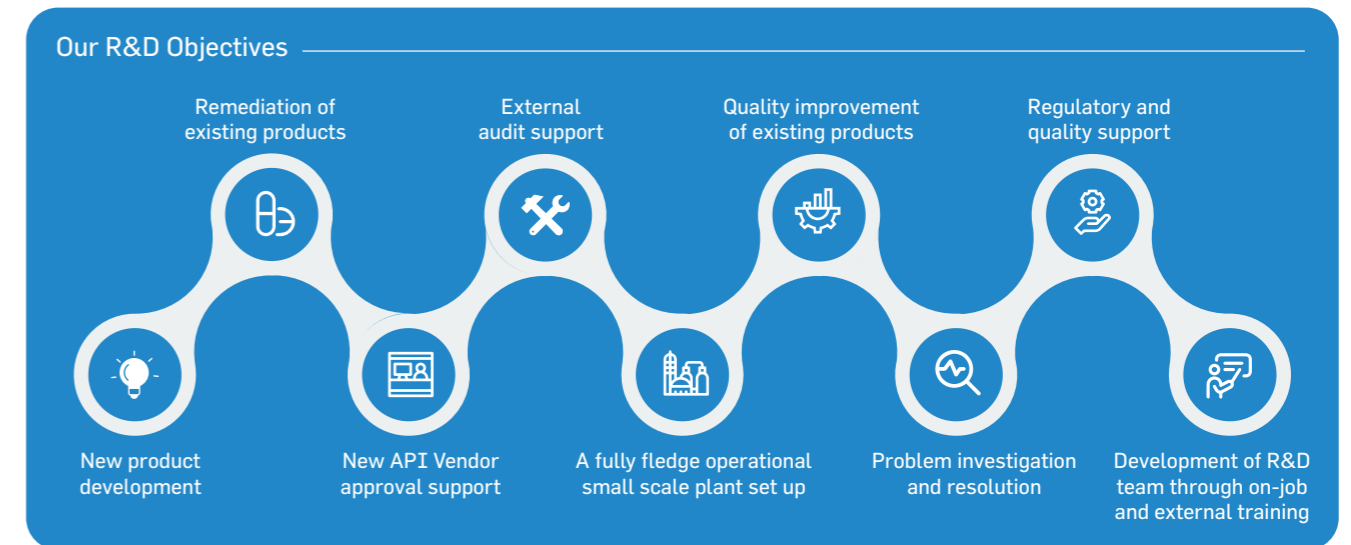 Our R&D Objectives
Remediation of
existing products
External
audit support
Quality improvement
of existing products
Regulatory and
quality support
New product
development
New API Vendor
approval support
A fully fledge operational
small scale plant set up
Problem investigation
and resolution
Development of R&D
team through on-job
and external training